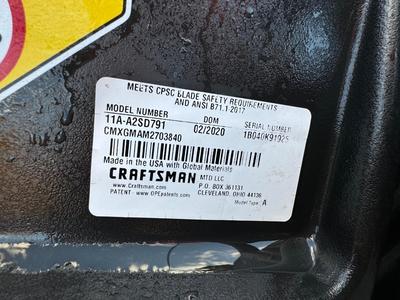 MEETS CPSC BLADE SAFETY REQUIREMENTS
AND ANSI B71.1-2017
MODEL NUMBER DOM SERIAL NUMBER
11A-A2SD791 02/2020 1B040K91025
CMXGMAM2703840
Made in the USA with Global Materials
CRAFTSMAN MTD LLC
www.Craftsman.com P.O. BOX 361131
PATENT - www.OPEpatents.com CLEVELAND, OHIO 44136
Model Type: A